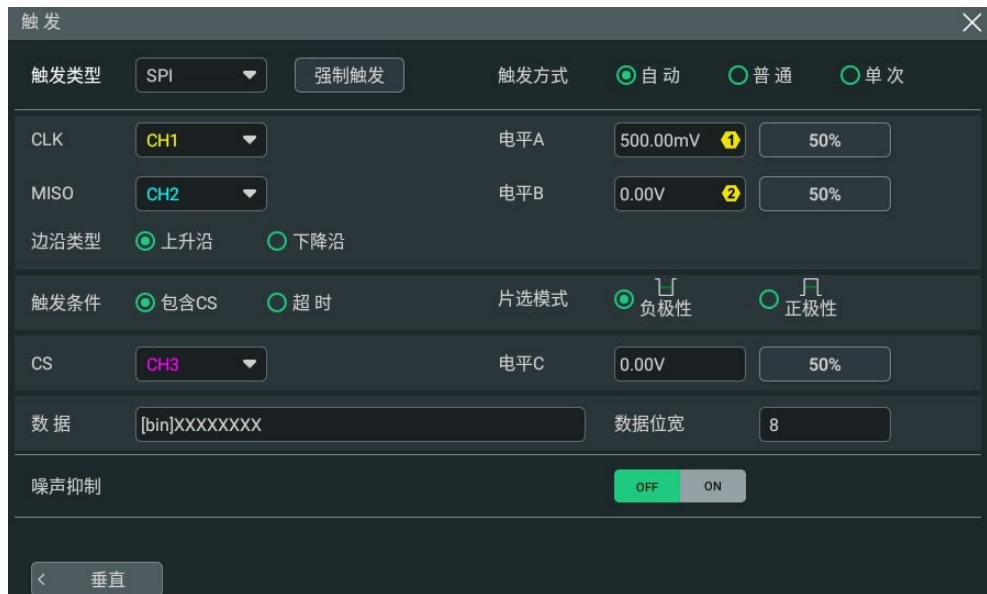 触 发
触发类型 SPI 强制触发 触发方式 自 动 普 通 单 次
CLK CH1 电平A 500.00mV 1 50%
MISO CH2 电平B 0.00V 2 50%
边沿类型 上升沿 下降沿
触发条件 包含CS 超 时 片选模式 负极性 正极性
CS CH3 电平C 0.00V 50%
数 据 [bin]XXXXXXXX 数据位宽 8
噪声抑制 OFF ON
< 垂直